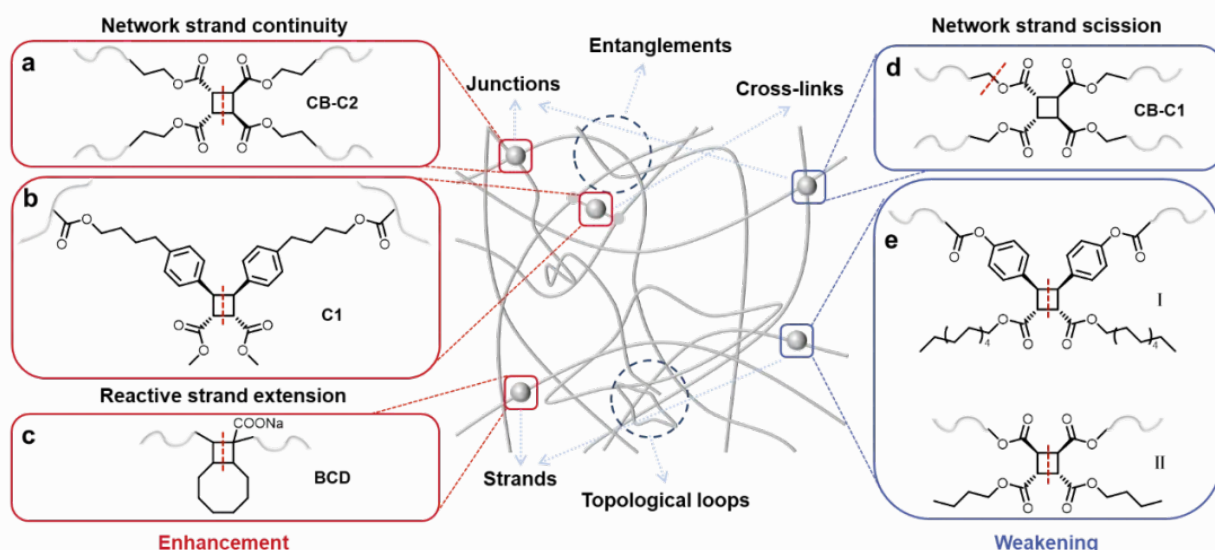 Network strand continuity
a
CB-C2
b
C1
Reactive strand extension
c
COONa
BCD
Enhancement
Entanglements
Junctions
Cross-links
Strands
Topological loops
Network strand scission
d
CB-C1
e
I
O
O
O
O
O
O
O
O
4
4
II
O
O
O
O
O
O
O
O
Weakening